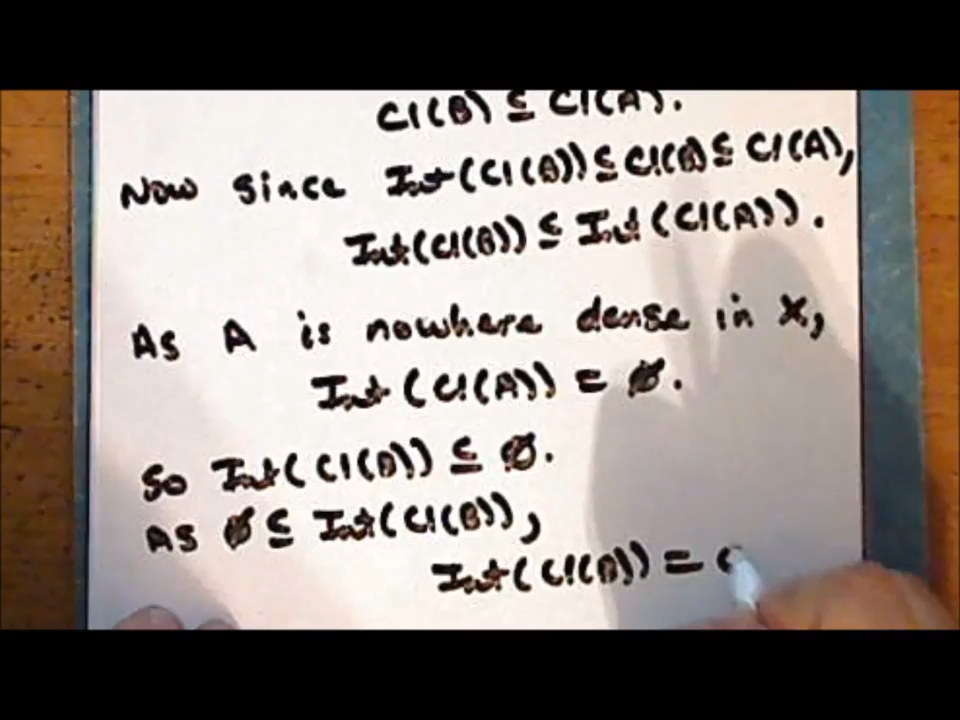 Cl(B) ⊆ Cl(A).
Now since Int(Cl(B)) ⊆ Cl(B) ⊆ Cl(A),
Int(Cl(B)) ⊆ Int(Cl(A)).
As A is nowhere dense in X,
Int(Cl(A)) = ∅.
So Int(Cl(B)) ⊆ ∅.
As ∅ ⊆ Int(Cl(B)),
Int(Cl(B)) =